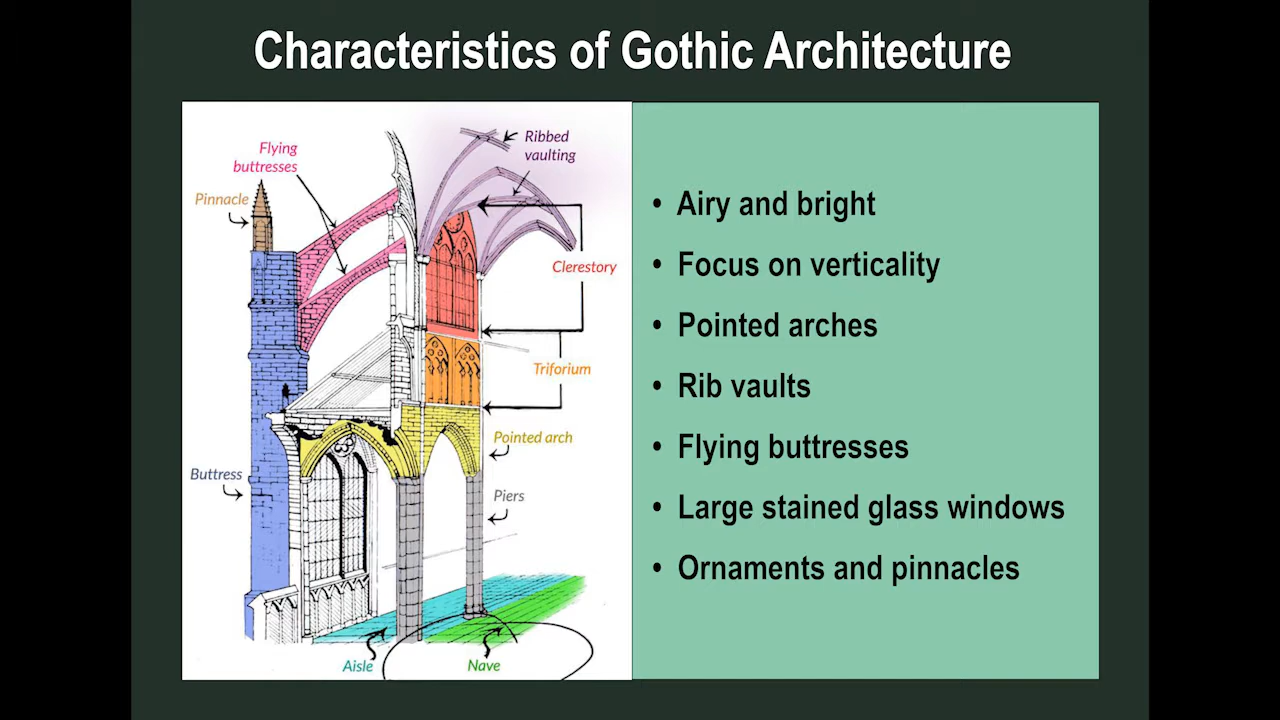 Characteristics of Gothic Architecture
Flying
buttresses
Ribbed
vaulting
Pinnacle
Clerestory
Triforium
Pointed arch
Buttress
Piers
Aisle
Nave
• Airy and bright
• Focus on verticality
• Pointed arches
• Rib vaults
• Flying buttresses
• Large stained glass windows
• Ornaments and pinnacles